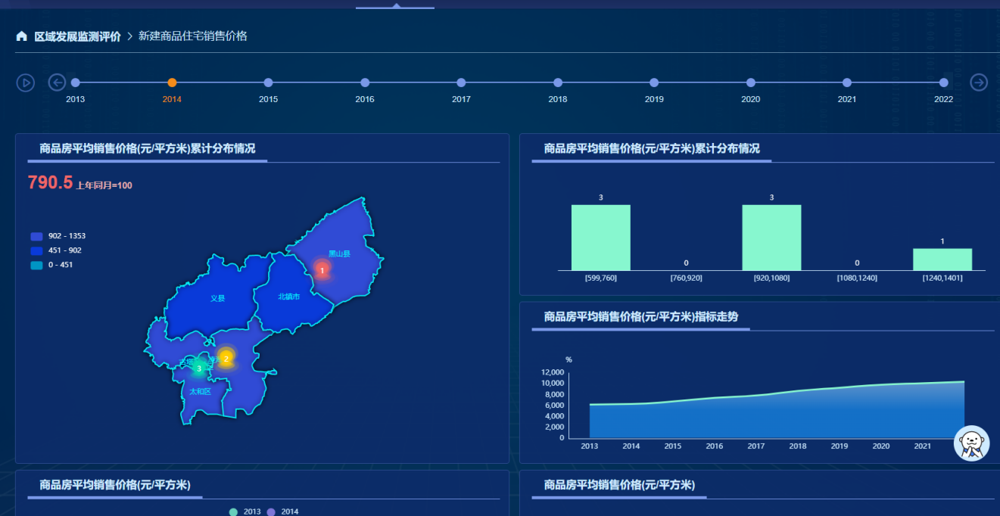 区域发展监测评价 > 新建商品住宅销售价格
2013 2014 2015 2016 2017 2018 2019 2020 2021 2022
商品房平均销售价格(元/平方米)累计分布情况
790.5 上年同月=100
902 - 1353
451 - 902
0 - 451
黑山县
1
义县
北镇市
2
3
太和区
商品房平均销售价格(元/平方米)累计分布情况
3 0 3 0 1
[599,760] [760,920] [920,1080] [1080,1240] [1240,1401]
商品房平均销售价格(元/平方米)指标走势
%
12,000
10,000
8,000
6,000
4,000
2,000
0
2013 2014 2015 2016 2017 2018 2019 2020 2021
商品房平均销售价格(元/平方米)
2013 2014
商品房平均销售价格(元/平方米)